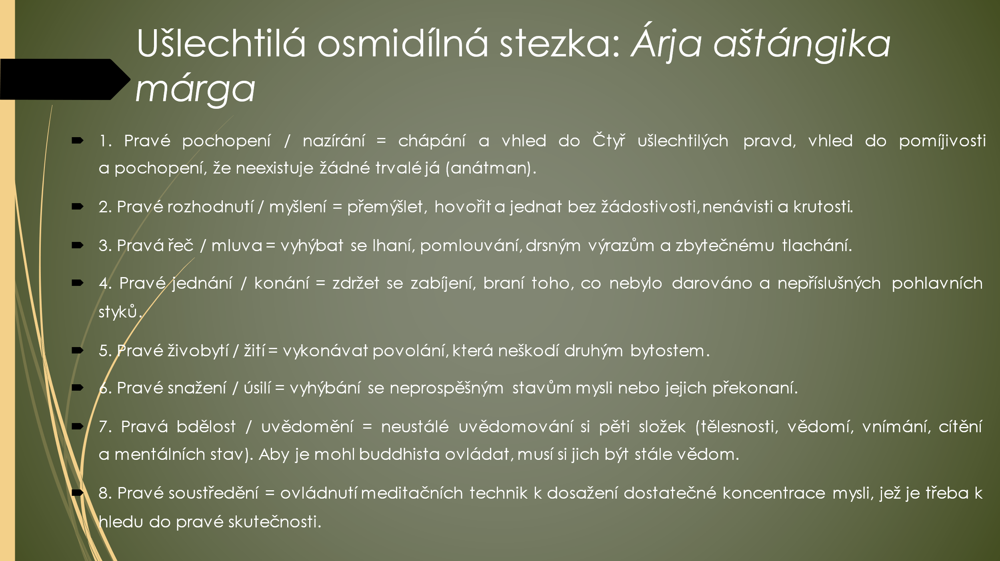 Ušlechtilá osmidílná stezka: Árja aštángika
márga
1. Pravé pochopení / nazírání = chápání a vhled do Čtyř ušlechtilých pravd, vhled do pomíjivosti
a pochopení, že neexistuje žádné trvalé já (anátman).
2. Pravé rozhodnutí / myšlení = přemýšlet, hovořit a jednat bez žádostivosti, nenávisti a krutosti.
3. Pravá řeč / mluva = vyhýbat se lhaní, pomlouvání, drsným výrazům a zbytečnému tlachání.
4. Pravé jednání / konání = zdržet se zabíjení, braní toho, co nebylo darováno a nepříslušných pohlavních
styků.
5. Pravé živobytí / žití = vykonávat povolání, která neškodí druhým bytostem.
6. Pravé snažení / úsilí = vyhýbání se neprospěšným stavům mysli nebo jejich překonaní.
7. Pravá bdělost / uvědomění = neustálé uvědomování si pěti složek (tělesnosti, vědomí, vnímání, cítění
a mentálních stav). Aby je mohl buddhista ovládat, musí si jich být stále vědom.
8. Pravé soustředění = ovládnutí meditačních technik k dosažení dostatečné koncentrace mysli, jež je třeba k
hledu do pravé skutečnosti.